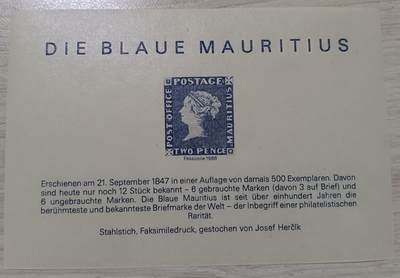 DIE BLAUE MAURITIUS
POSTAGE
POST OFFICE
MAURITIUS
TWO PENCE
Erschienen am 21. September 1847 in einer Auflage von damals 500 Exemplaren. Davon
sind heute nur noch 12 Stück bekannt – 6 gebrauchte Marken (davon 3 auf Brief) und
6 ungebrauchte Marken. Die Blaue Mauritius ist seit über einhundert Jahren die
berühmteste und bekannteste Briefmarke der Welt – der Inbegriff einer philatelistischen
Rarität.
Stahlstich, Faksimiledruck, gestochen von Josef Herčik